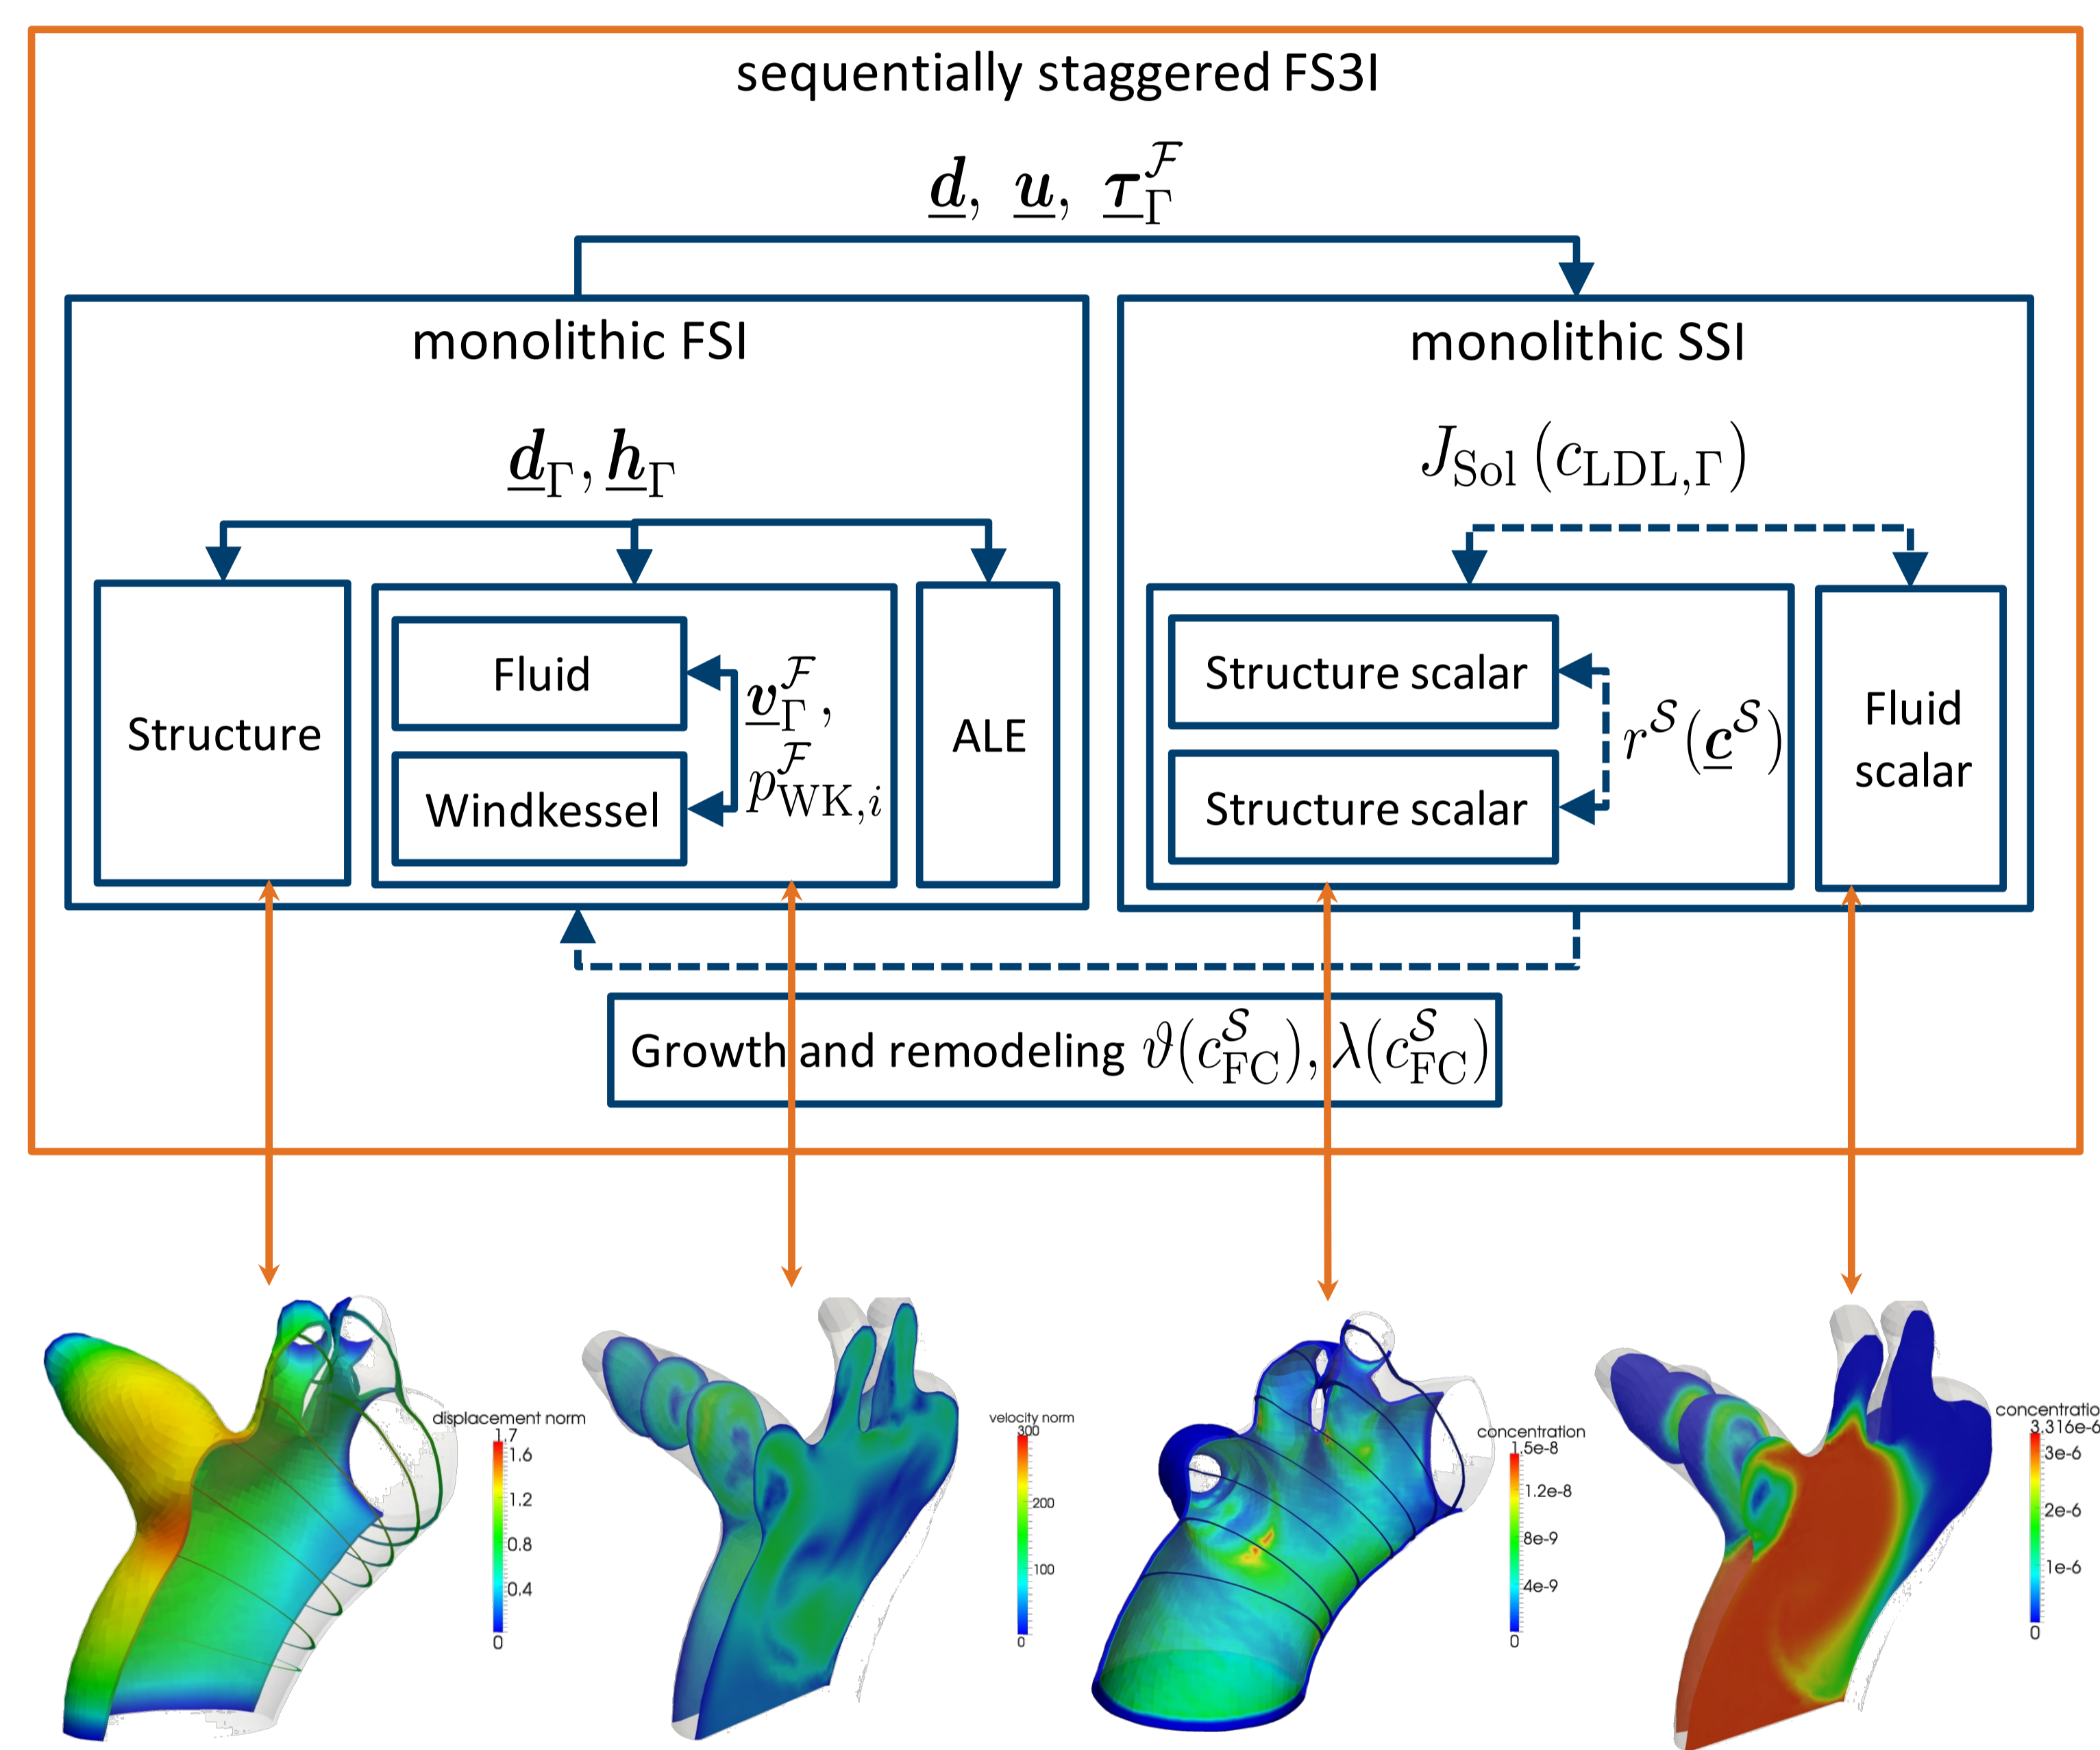 sequentially staggered FS3I
d, u, τ_Γ^ℱ
monolithic FSI
monolithic SSI
d_Γ, h_Γ
J_Sol (c_LDL,Γ)
Structure
Fluid
Windkessel
v_Γ^ℱ,
p_WK,i^ℱ
ALE
Structure scalar
Structure scalar
r^𝒮(c^𝒮)
Fluid
scalar
Growth and remodeling ϑ(c_FC^𝒮), λ(c_FC^𝒮)
displacement norm
1.7
1.6
1.2
0.8
0.4
0
velocity norm
300
200
100
0
concentration
1.5e-8
1.2e-8
8e-9
4e-9
0
concentratio
3.316e-6
3e-6
2e-6
1e-6
0